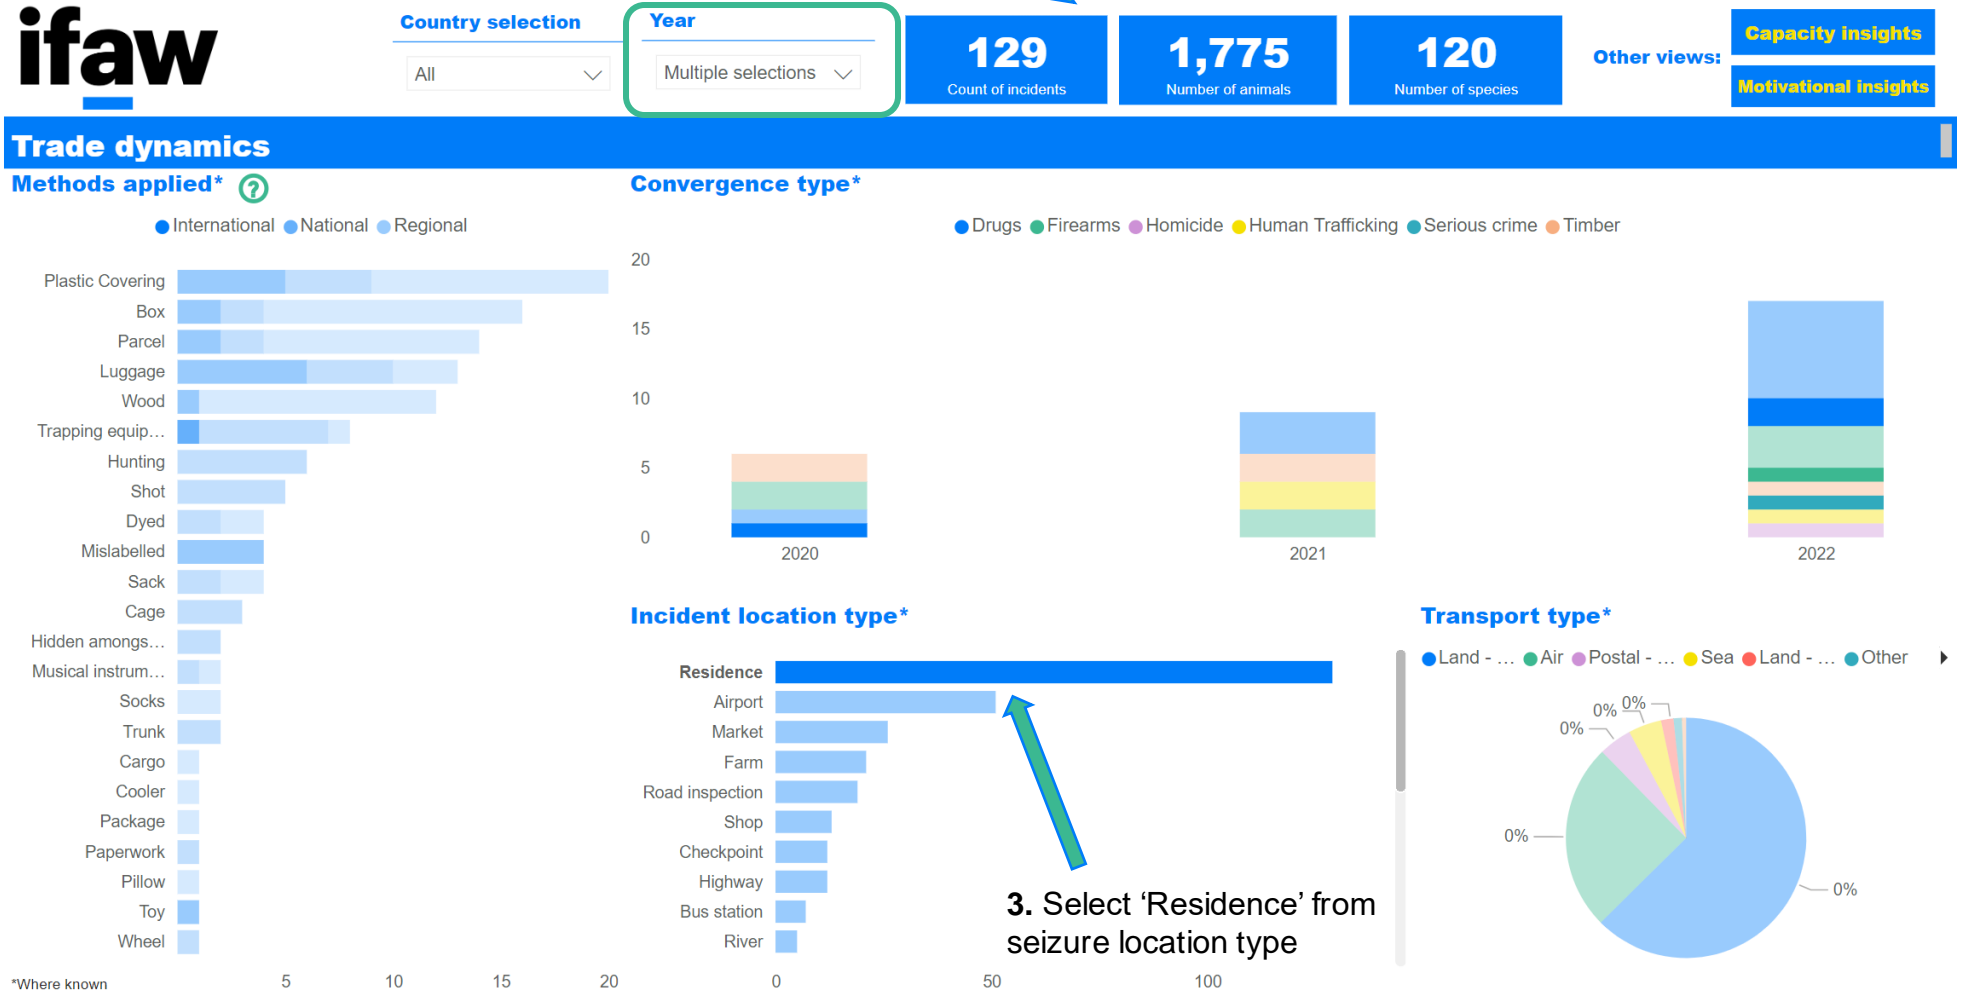 ifaw
Country selection
All
Year
Multiple selections
129
Count of incidents
1,775
Number of animals
120
Number of species
Other views:
Capacity insights
Motivational insights
Trade dynamics
Methods applied*
?
International National Regional
Plastic Covering
Box
Parcel
Luggage
Wood
Trapping equip...
Hunting
Shot
Dyed
Mislabelled
Sack
Cage
Hidden amongs...
Musical instrum...
Socks
Trunk
Cargo
Cooler
Package
Paperwork
Pillow
Toy
Wheel
5 10 15 20
*Where known
Convergence type*
Drugs Firearms Homicide Human Trafficking Serious crime Timber
20
15
10
5
0
2020 2021 2022
Incident location type*
Residence
Airport
Market
Farm
Road inspection
Shop
Checkpoint
Highway
Bus station
River
0 50 100
3. Select ‘Residence’ from
seizure location type
Transport type*
Land - ... Air Postal - ... Sea Land - ... Other
0%
0%
0%
0%
0%